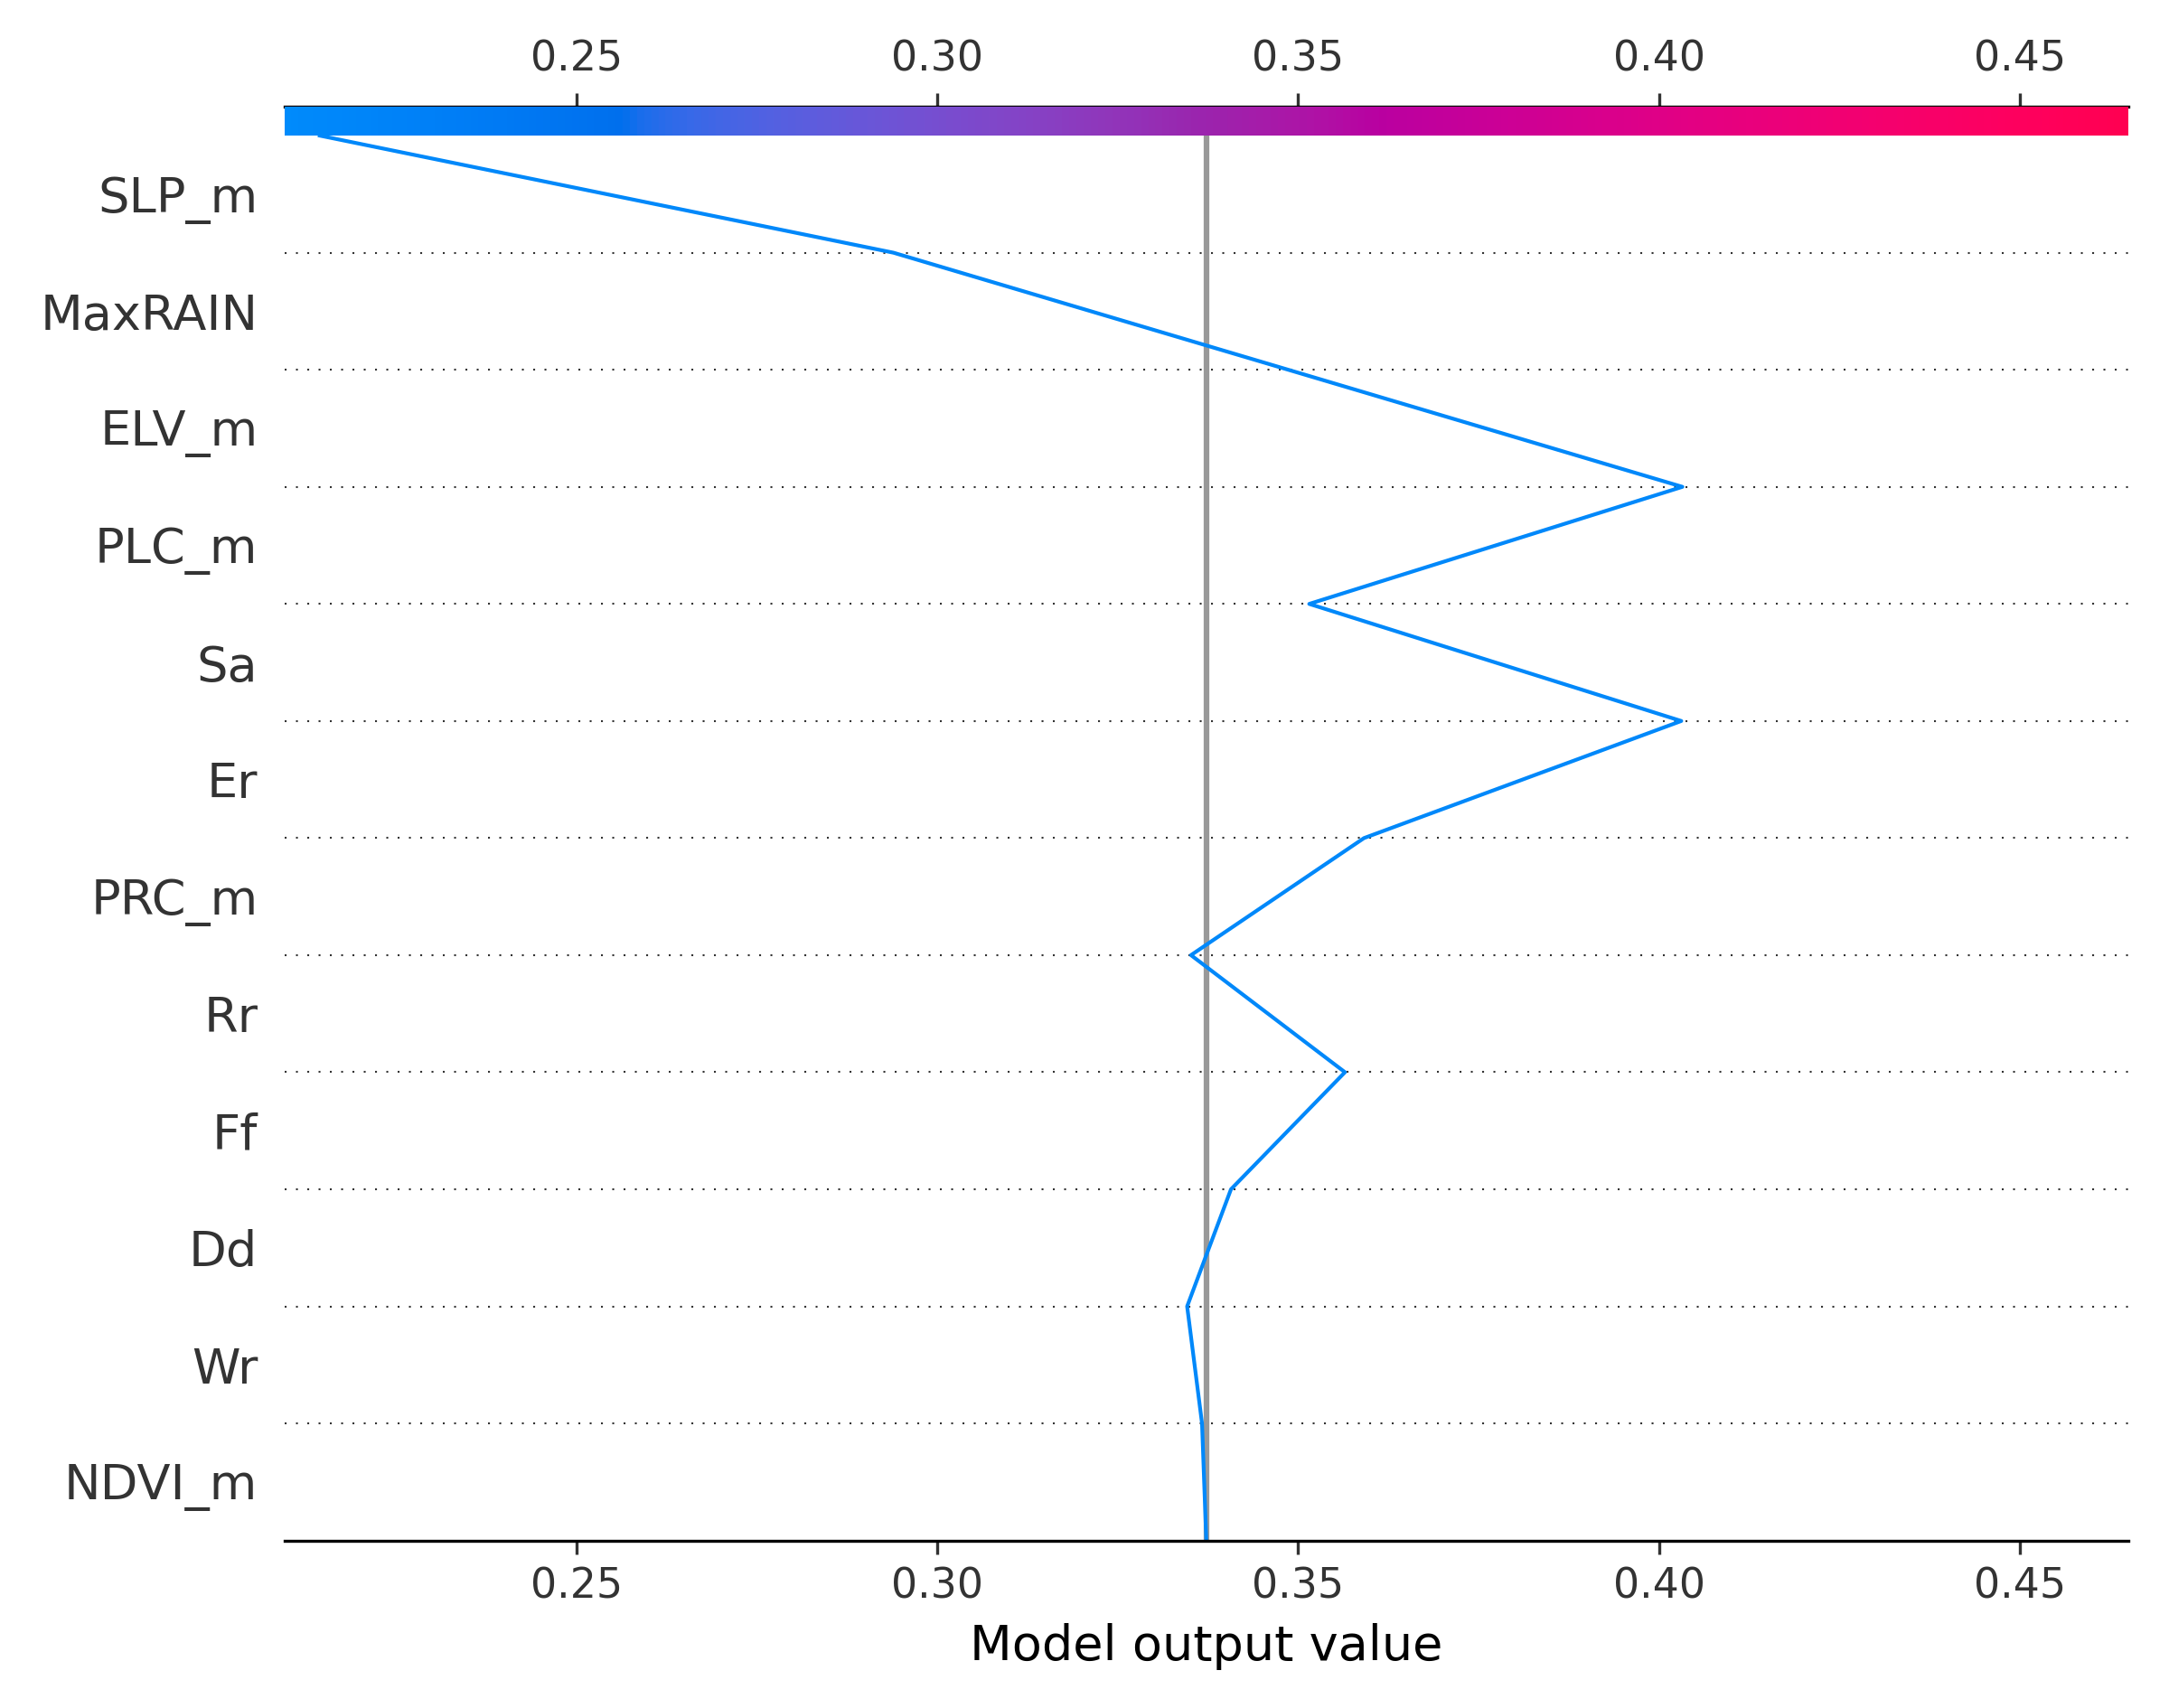 0.25 0.30 0.35 0.40 0.45
SLP_m
MaxRAIN
ELV_m
PLC_m
Sa
Er
PRC_m
Rr
Ff
Dd
Wr
NDVI_m
0.25 0.30 0.35 0.40 0.45
Model output value